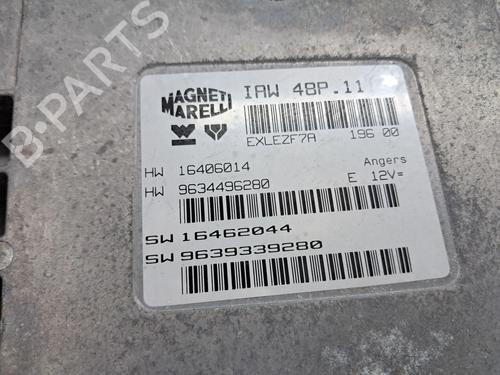 B-PARTS
MAGNETI MARELLI
IAW 48P.11
EXLEZF7A 196 00
HW 16406014
Angers
HW 9634496280
E 12V=
SW 16462044
SW 9639339280